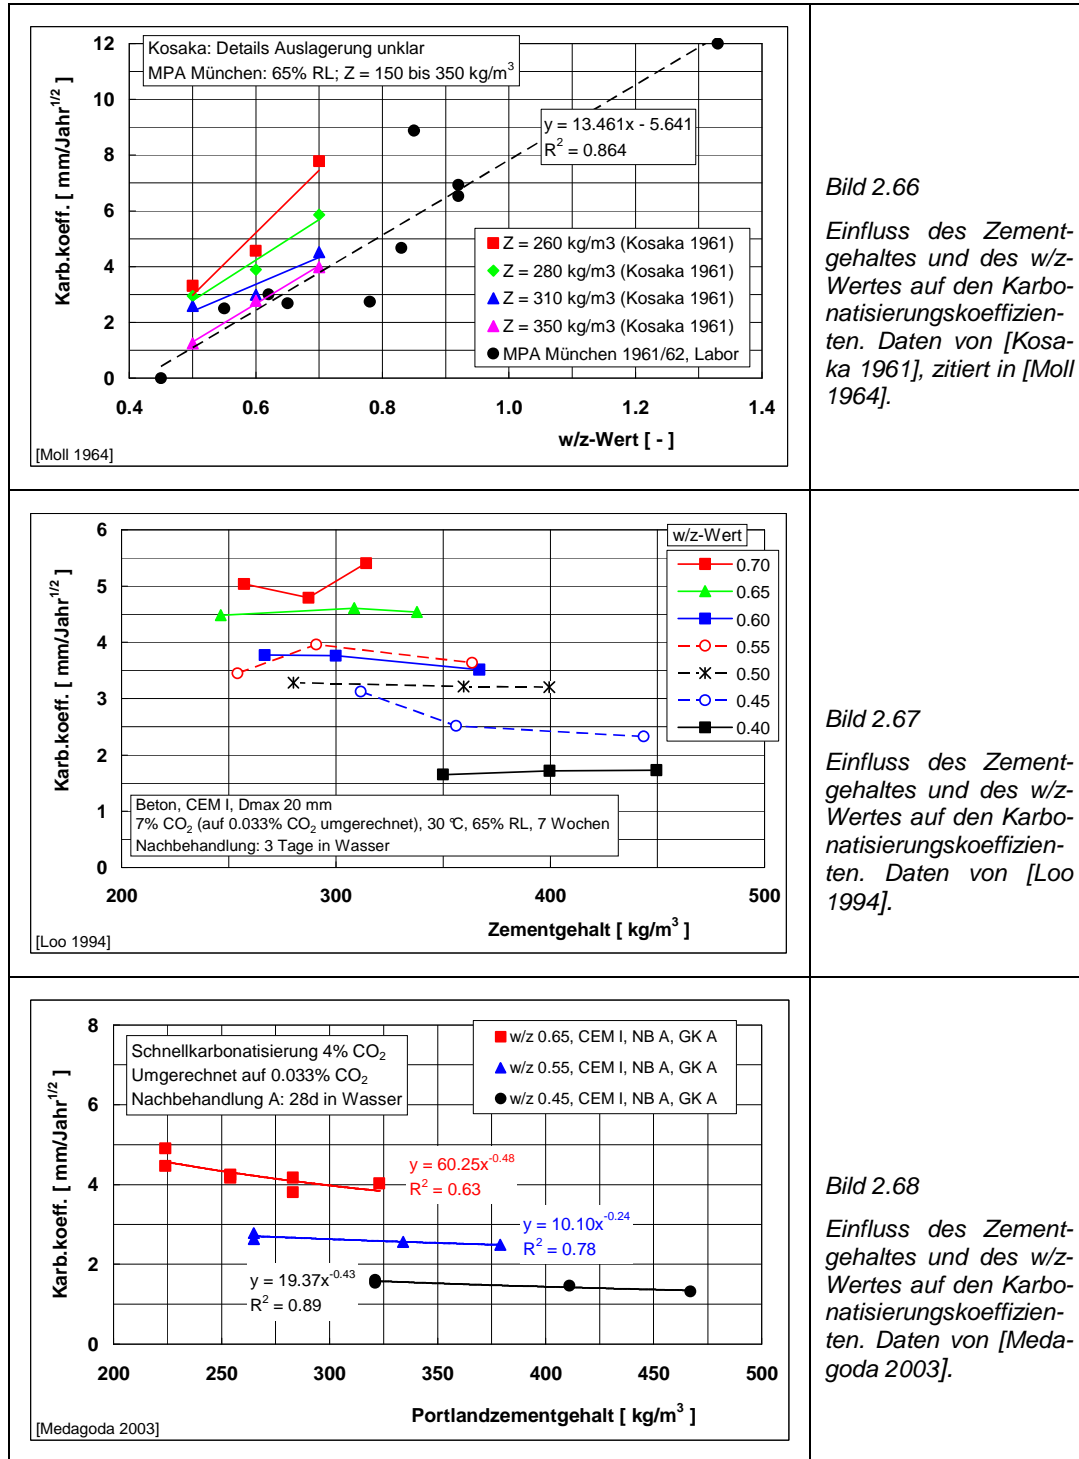 Kosaka: Details Auslagerung unklar
MPA München: 65% RL; Z = 150 bis 350 kg/m³
y = 13.461x - 5.641
R² = 0.864
Z = 260 kg/m3 (Kosaka 1961)
Z = 280 kg/m3 (Kosaka 1961)
Z = 310 kg/m3 (Kosaka 1961)
Z = 350 kg/m3 (Kosaka 1961)
MPA München 1961/62, Labor
Karb.koeff. [ mm/Jahr^1/2 ]
12
10
8
6
4
2
0
0.4 0.6 0.8 1.0 1.2 1.4
w/z-Wert [ - ]
[Moll 1964]
Bild 2.66
Einfluss des Zement-
gehaltes und des w/z-
Wertes auf den Karbo-
natisierungskoeffizien-
ten. Daten von [Kosa-
ka 1961], zitiert in [Moll
1964].
w/z-Wert
0.70
0.65
0.60
0.55
0.50
0.45
0.40
Karb.koeff. [ mm/Jahr^1/2 ]
6
5
4
3
2
1
0
Beton, CEM I, Dmax 20 mm
7% CO₂ (auf 0.033% CO₂ umgerechnet), 30 °C, 65% RL, 7 Wochen
Nachbehandlung: 3 Tage in Wasser
200 300 400 500
Zementgehalt [ kg/m³ ]
[Loo 1994]
Bild 2.67
Einfluss des Zement-
gehaltes und des w/z-
Wertes auf den Karbo-
natisierungskoeffizien-
ten. Daten von [Loo
1994].
Schnellkarbonatisierung 4% CO₂
Umgerechnet auf 0.033% CO₂
Nachbehandlung A: 28d in Wasser
w/z 0.65, CEM I, NB A, GK A
w/z 0.55, CEM I, NB A, GK A
w/z 0.45, CEM I, NB A, GK A
y = 60.25x^-0.48
R² = 0.63
y = 10.10x^-0.24
R² = 0.78
y = 19.37x^-0.43
R² = 0.89
Karb.koeff. [ mm/Jahr^1/2 ]
8
6
4
2
0
200 250 300 350 400 450 500
Portlandzementgehalt [ kg/m³ ]
[Medagoda 2003]
Bild 2.68
Einfluss des Zement-
gehaltes und des w/z-
Wertes auf den Karbo-
natisierungskoeffizien-
ten. Daten von [Meda-
goda 2003].